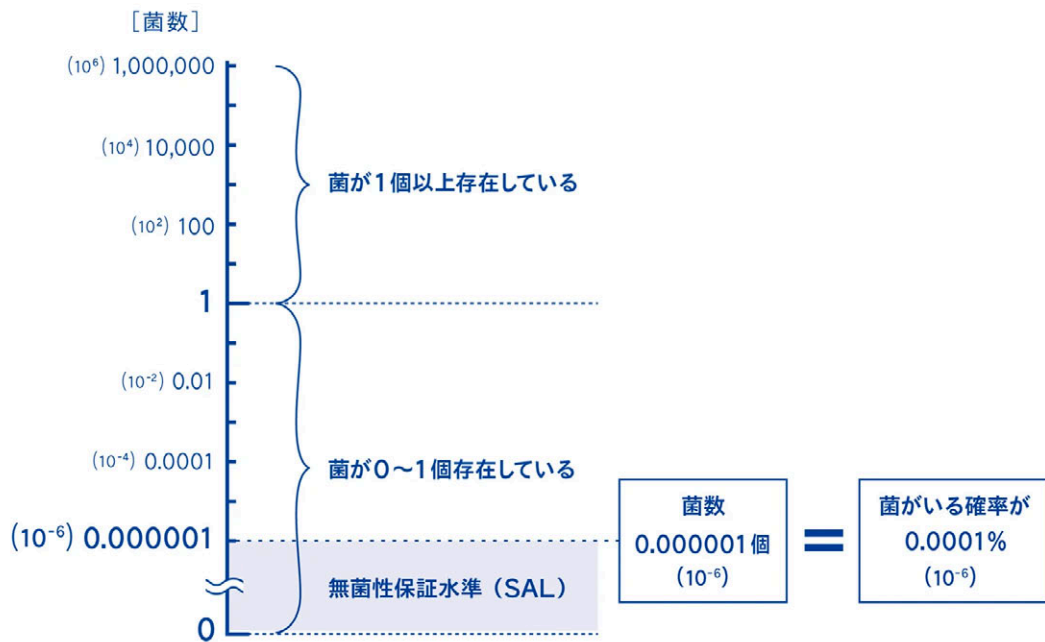 ［菌数］
(10⁶) 1,000,000
(10⁴) 10,000
菌が1個以上存在している
(10²) 100
1
(10⁻²) 0.01
(10⁻⁴) 0.0001
菌が0～1個存在している
(10⁻⁶) 0.000001
無菌性保証水準（SAL）
0
菌数
0.000001個
(10⁻⁶)
=
菌がいる確率が
0.0001%
(10⁻⁶)